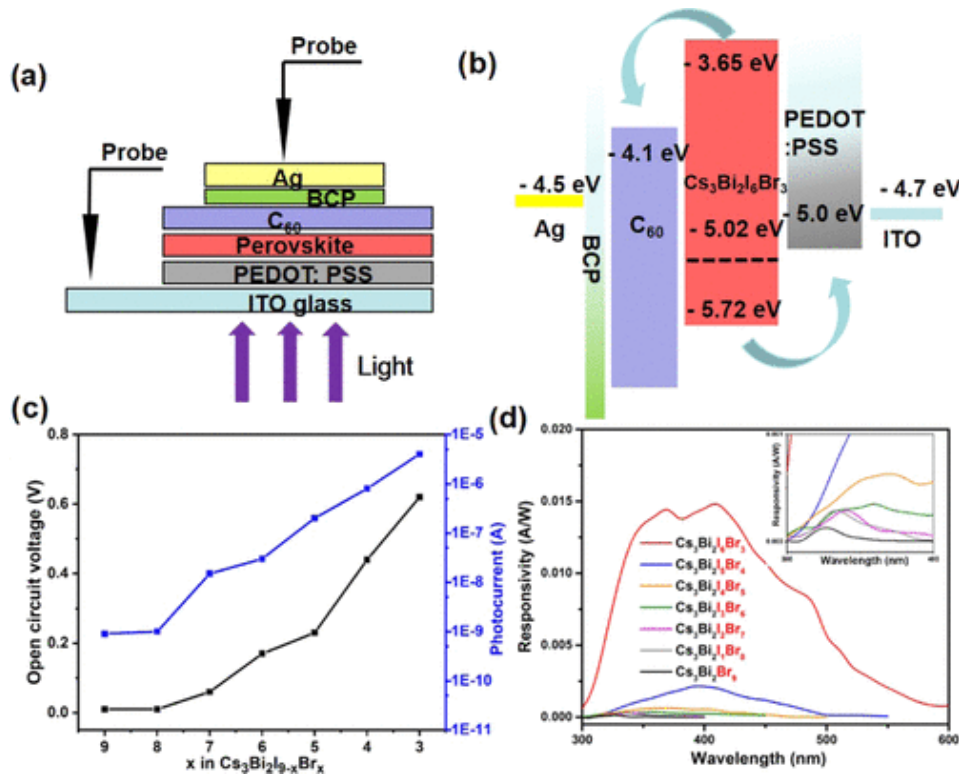 (a)
Probe
Probe
Ag
BCP
C₆₀
Perovskite
PEDOT: PSS
ITO glass
Light
(b)
- 3.65 eV
PEDOT
:PSS
- 4.1 eV
Cs₃Bi₂I₆Br₃
- 4.5 eV
- 4.7 eV
- 5.0 eV
Ag
C₆₀
- 5.02 eV
ITO
BCP
- 5.72 eV
(c)
0.8
0.6
0.4
0.2
0.0
Open circuit voltage (V)
1E-5
1E-6
1E-7
1E-8
1E-9
1E-10
1E-11
Photocurrent (A)
9 8 7 6 5 4 3
x in Cs₃Bi₂I₉₋ₓBrₓ
(d)
0.020
0.015
0.010
0.005
0.000
Responsivity (A/W)
Cs₃Bi₂I₆Br₃
Cs₃Bi₂I₅Br₄
Cs₃Bi₂I₄Br₅
Cs₃Bi₂I₃Br₆
Cs₃Bi₂I₂Br₇
Cs₃Bi₂I₁Br₈
Cs₃Bi₂Br₉
300 400 500 600
Wavelength (nm)
Responsivity (A/W)
Wavelength (nm)